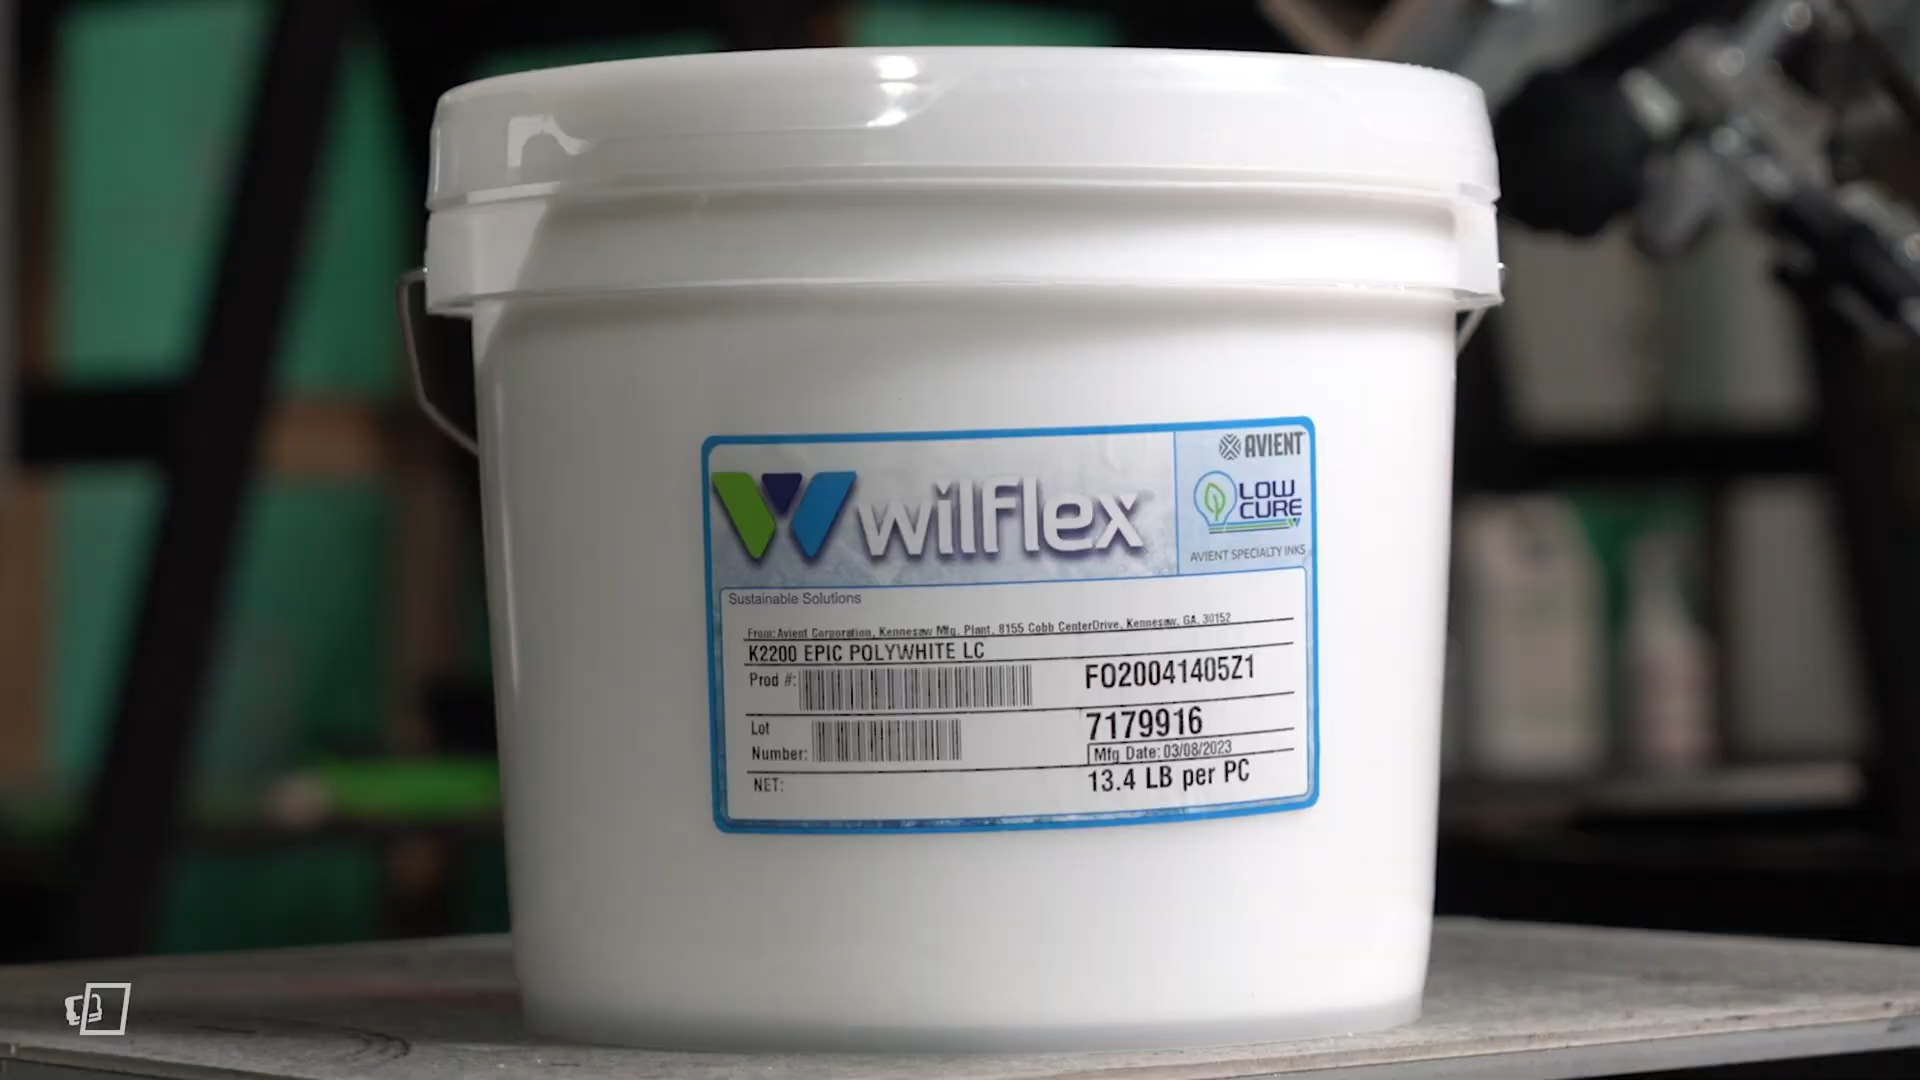 AVIENT
wilflex
LOW
CURE
AVIENT SPECIALTY INKS
Sustainable Solutions
From: Avient Corporation, Kennesaw Mfg. Plant, 8155 Cobb CenterDrive, Kennesaw, GA, 30152
K2200 EPIC POLYWHITE LC
Prod #: FO20041405Z1
Lot
Number: 7179916
Mfg Date: 03/08/2023
NET: 13.4 LB per PC